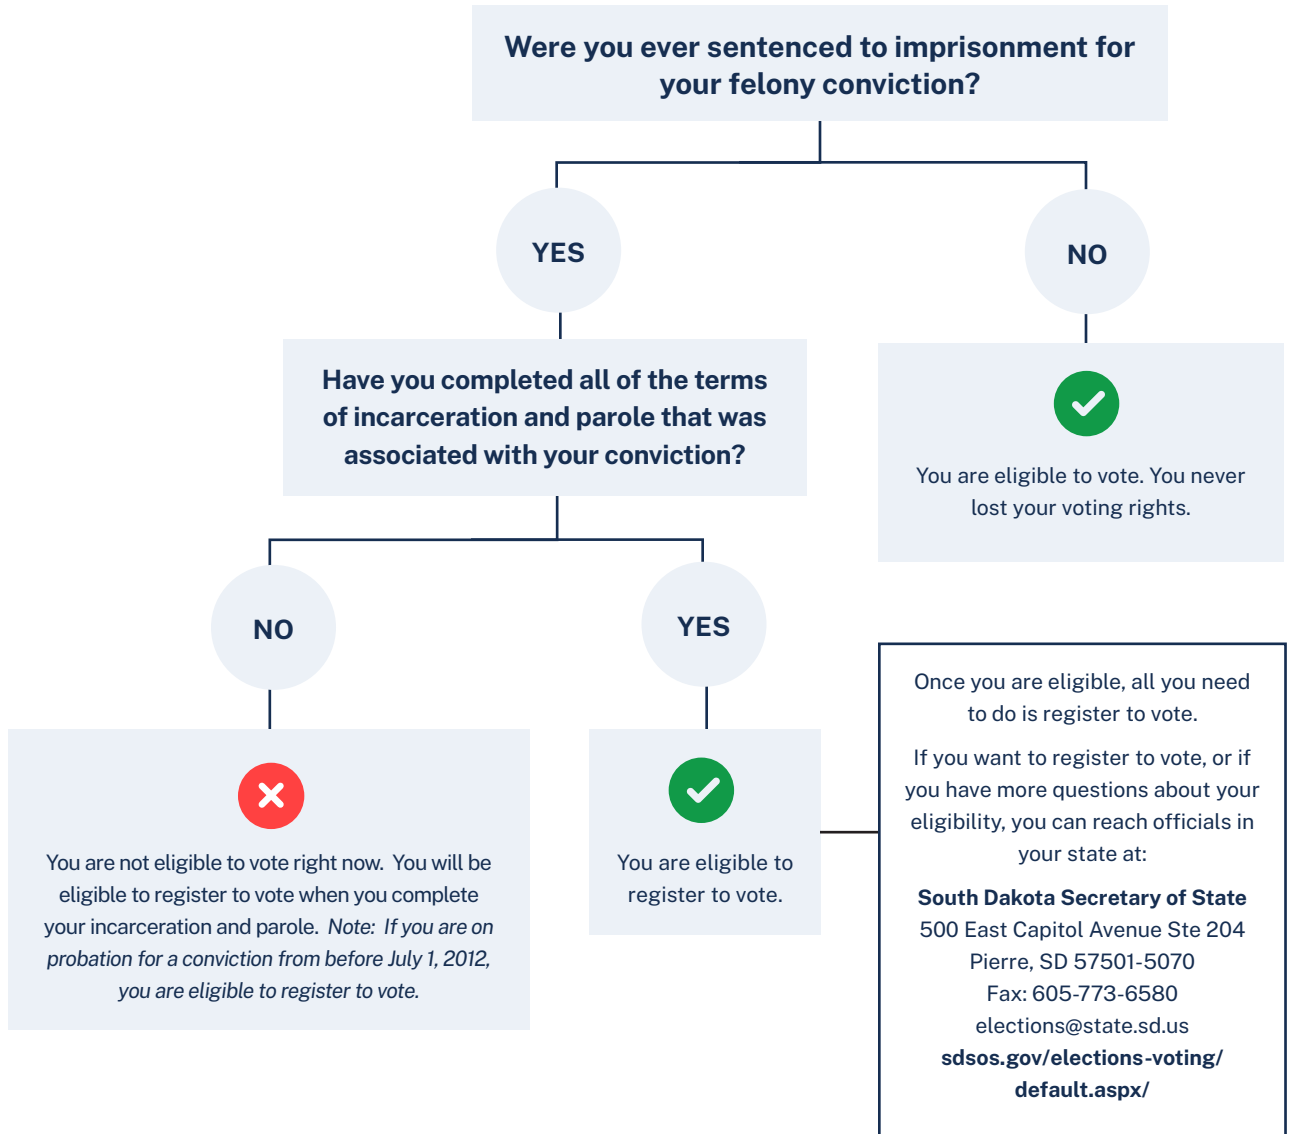 Were you ever sentenced to imprisonment for
your felony conviction?
YES
NO
Have you completed all of the terms
of incarceration and parole that was
associated with your conviction?
You are eligible to vote. You never
lost your voting rights.
NO
YES
You are not eligible to vote right now.  You will be
eligible to register to vote when you complete
your incarceration and parole.  Note:  If you are on
probation for a conviction from before July 1, 2012,
you are eligible to register to vote.
You are eligible to
register to vote.
Once you are eligible, all you need
to do is register to vote.
If you want to register to vote, or if
you have more questions about your
eligibility, you can reach officials in
your state at:
South Dakota Secretary of State
500 East Capitol Avenue Ste 204
Pierre, SD 57501-5070
Fax: 605-773-6580
elections@state.sd.us
sdsos.gov/elections-voting/
default.aspx/